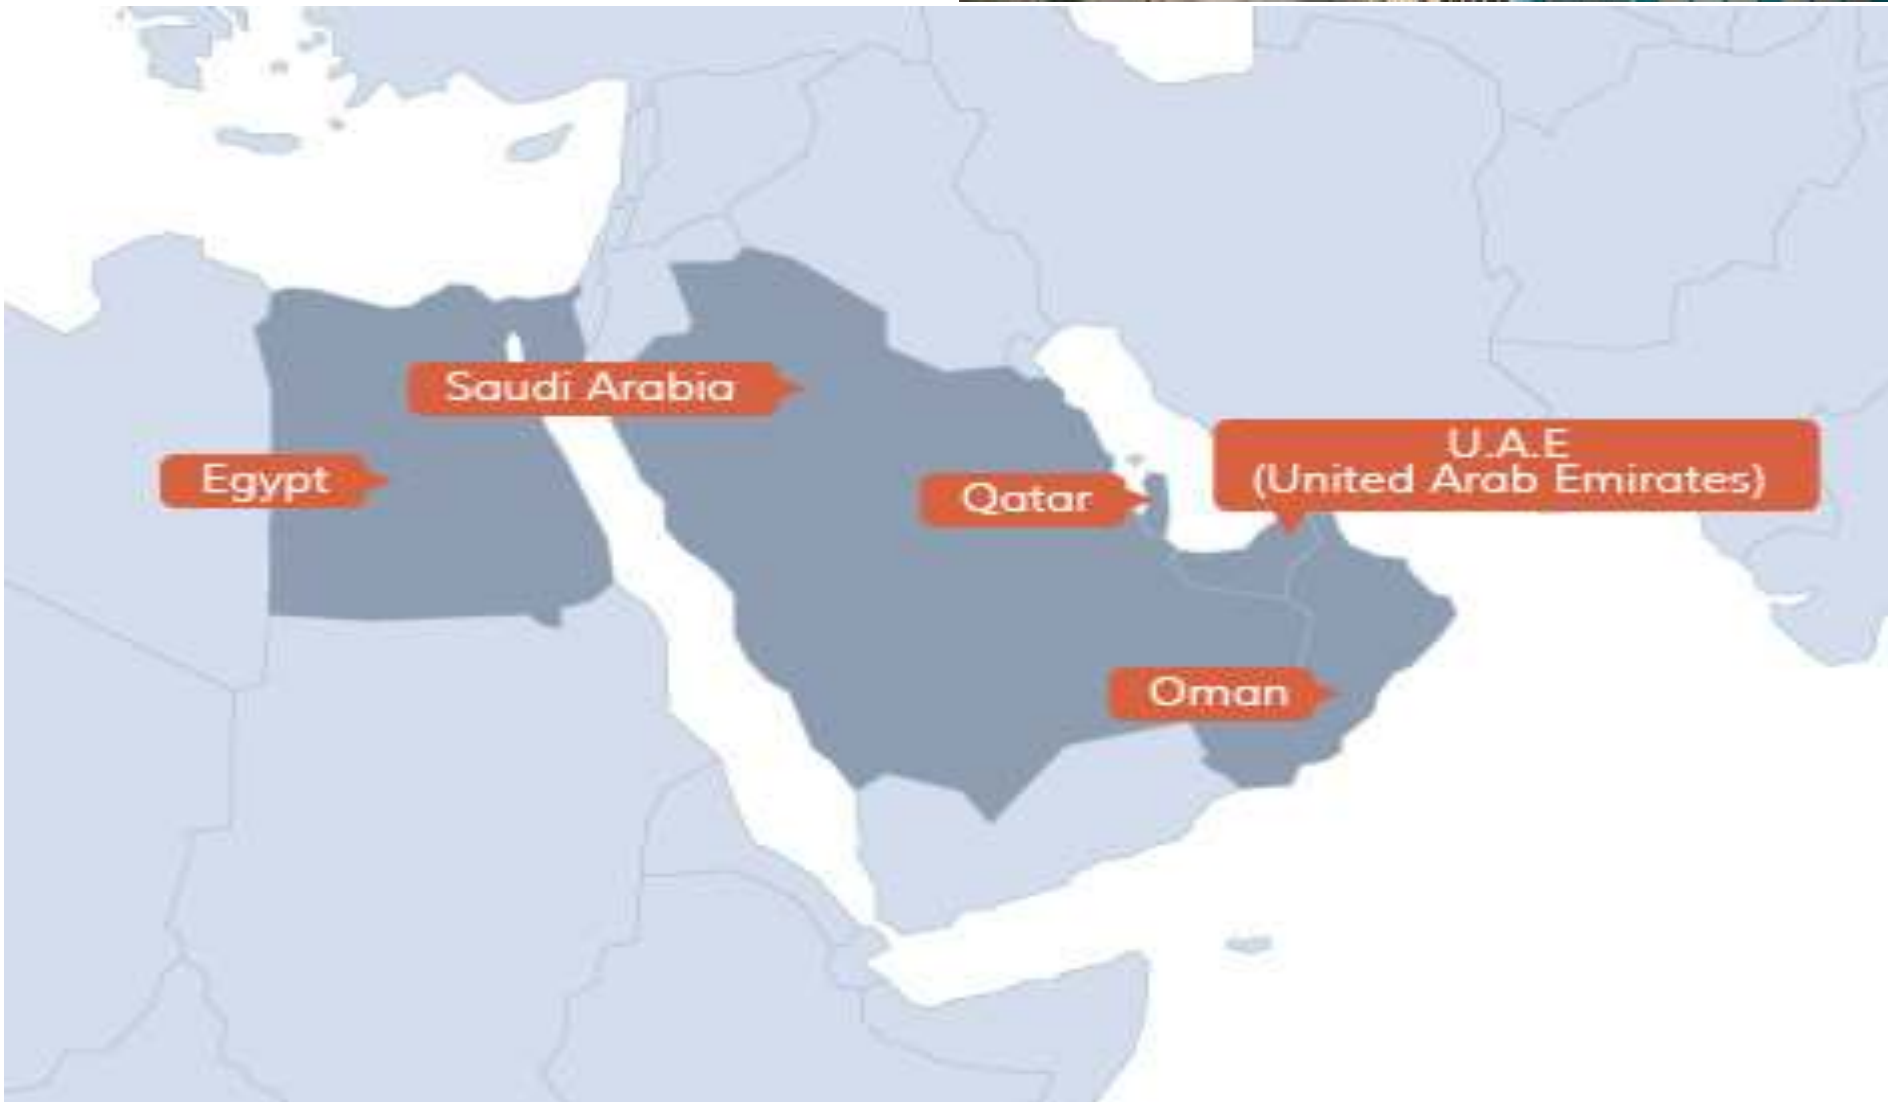 Saudi Arabia
Egypt
Qatar
U.A.E
(United Arab Emirates)
Oman